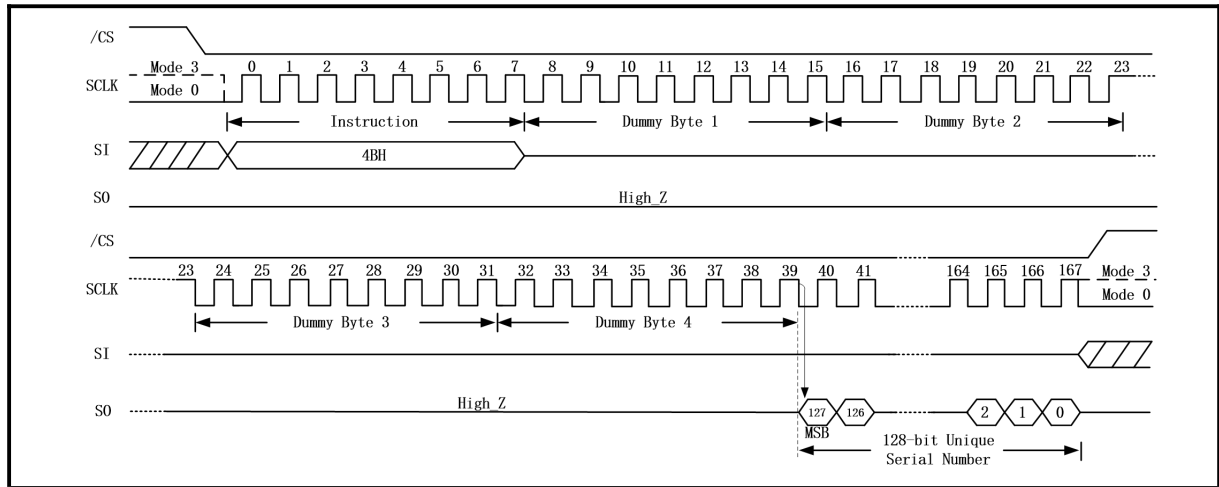 /CS
Mode 3
0 1 2 3 4 5 6 7 8 9 10 11 12 13 14 15 16 17 18 19 20 21 22 23
SCLK
Mode 0
Instruction Dummy Byte 1 Dummy Byte 2
SI
4BH
SO
High_Z
/CS
23 24 25 26 27 28 29 30 31 32 33 34 35 36 37 38 39 40 41 164 165 166 167 Mode 3
SCLK
Mode 0
Dummy Byte 3 Dummy Byte 4
SI
SO
High_Z
127 126 2 1 0
MSB
128-bit Unique
Serial Number